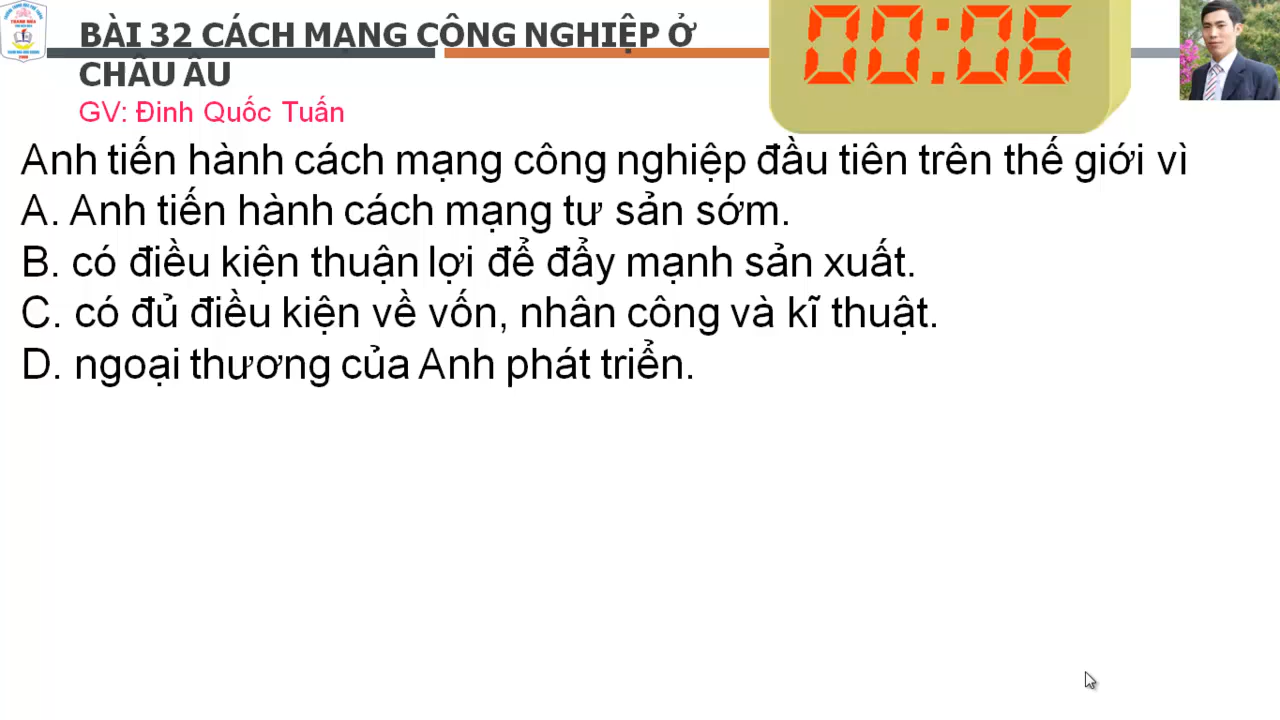 BÀI 32 CÁCH MẠNG CÔNG NGHIỆP Ở
CHÂU ÂU
GV: Đinh Quốc Tuấn
00:05
Anh tiến hành cách mạng công nghiệp đầu tiên trên thế giới vì
A. Anh tiến hành cách mạng tư sản sớm.
B. có điều kiện thuận lợi để đẩy mạnh sản xuất.
C. có đủ điều kiện về vốn, nhân công và kĩ thuật.
D. ngoại thương của Anh phát triển.